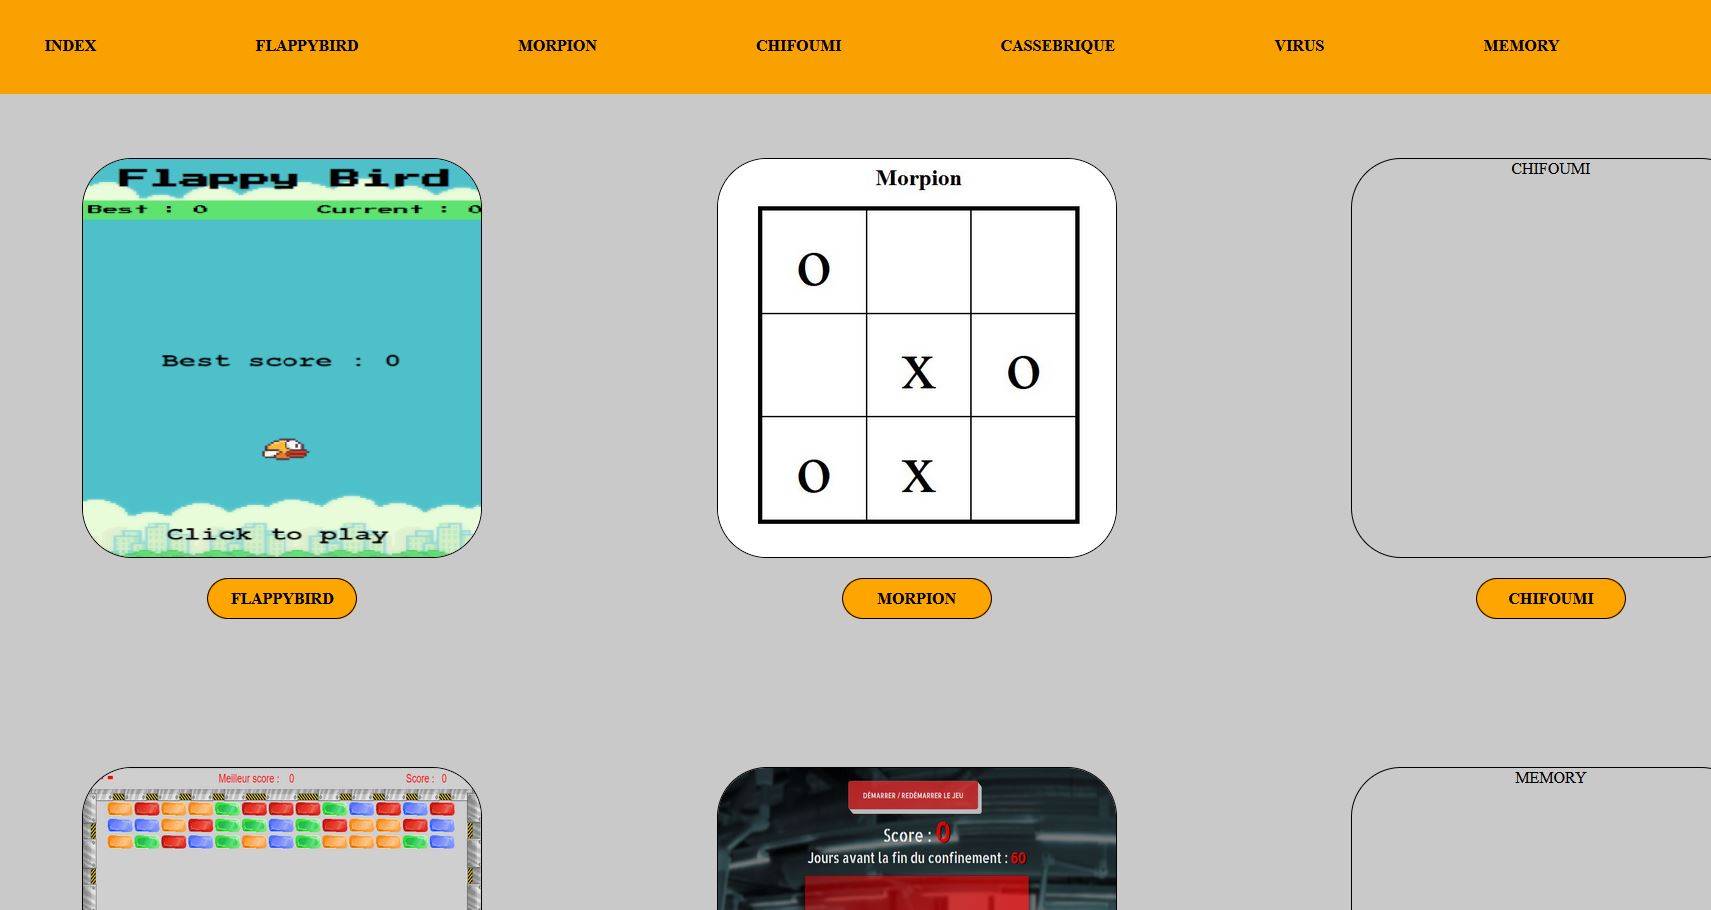 INDEX FLAPPYBIRD MORPION CHIFOUMI CASSEBRIQUE VIRUS MEMORY
Flappy Bird
Best : 0 Current : 0
Best score : 0
Click to play
Morpion
O
X O
O X
CHIFOUMI
FLAPPYBIRD MORPION CHIFOUMI
Meilleur score : 0 Score : 0
DÉMARRER / REDÉMARRER LE JEU
Score : 0
Jours avant la fin du confinement : 60
MEMORY